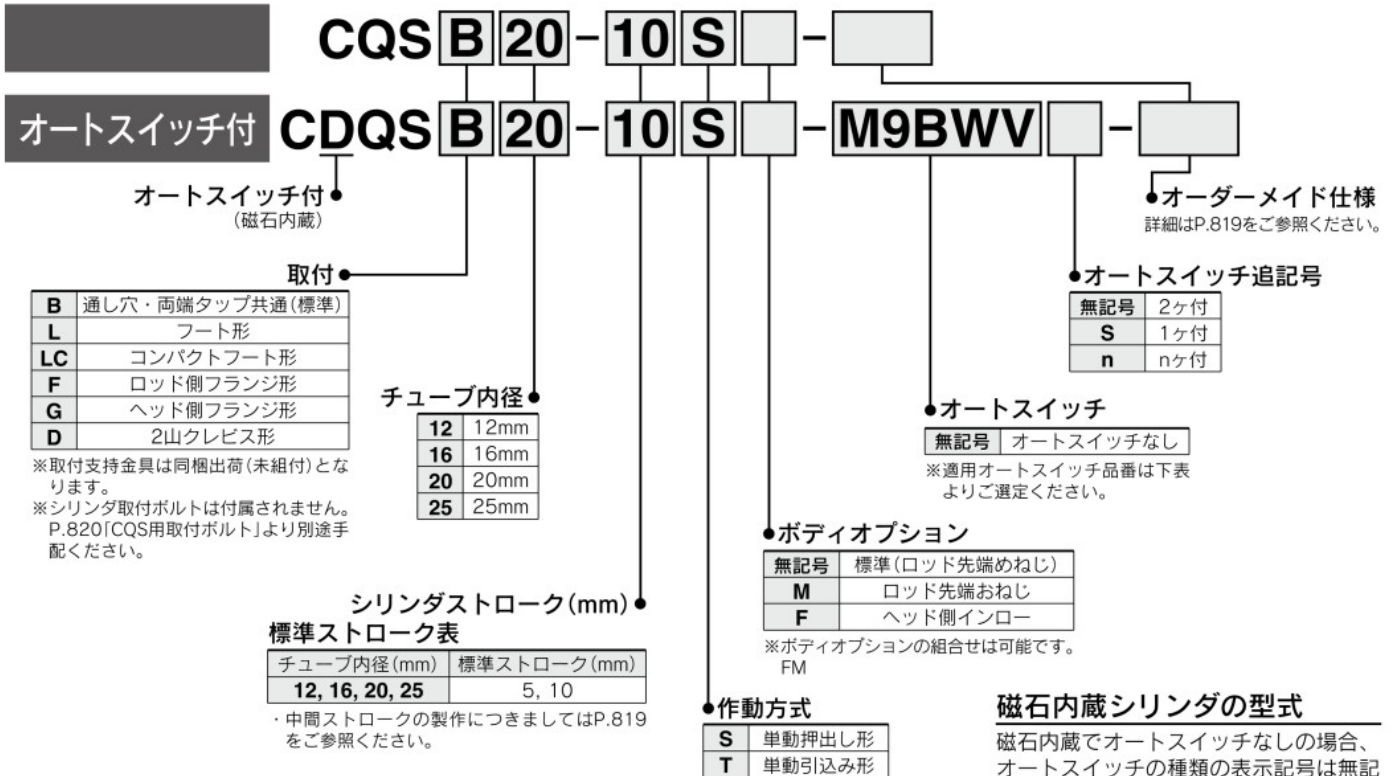 CQS B 20 - 10 S -
オートスイッチ付 CDQS B 20 - 10 S - M9BWV -
オートスイッチ付
(磁石内蔵)
オーダーメイド仕様
詳細はP.819をご参照ください。
取付
B 通し穴・両端タップ共通(標準)
L フート形
LC コンパクトフート形
F ロッド側フランジ形
G ヘッド側フランジ形
D 2山クレビス形
※取付支持金具は同梱出荷(未組付)とな
ります。
※シリンダ取付ボルトは付属されません。
P.820「CQS用取付ボルト」より別途手
配ください。
チューブ内径
12 12mm
16 16mm
20 20mm
25 25mm
オートスイッチ追記号
無記号 2ヶ付
S 1ヶ付
n nヶ付
オートスイッチ
無記号 オートスイッチなし
※適用オートスイッチ品番は下表
よりご選定ください。
ボディオプション
無記号 標準(ロッド先端めねじ)
M ロッド先端おねじ
F ヘッド側インロー
※ボディオプションの組合せは可能です。
FM
シリンダストローク(mm)
標準ストローク表
チューブ内径(mm) 標準ストローク(mm)
12, 16, 20, 25 5, 10
・中間ストロークの製作につきましてはP.819
をご参照ください。
作動方式
S 単動押出し形
T 単動引込み形
磁石内蔵シリンダの型式
磁石内蔵でオートスイッチなしの場合、
オートスイッチの種類の表示記号は無記